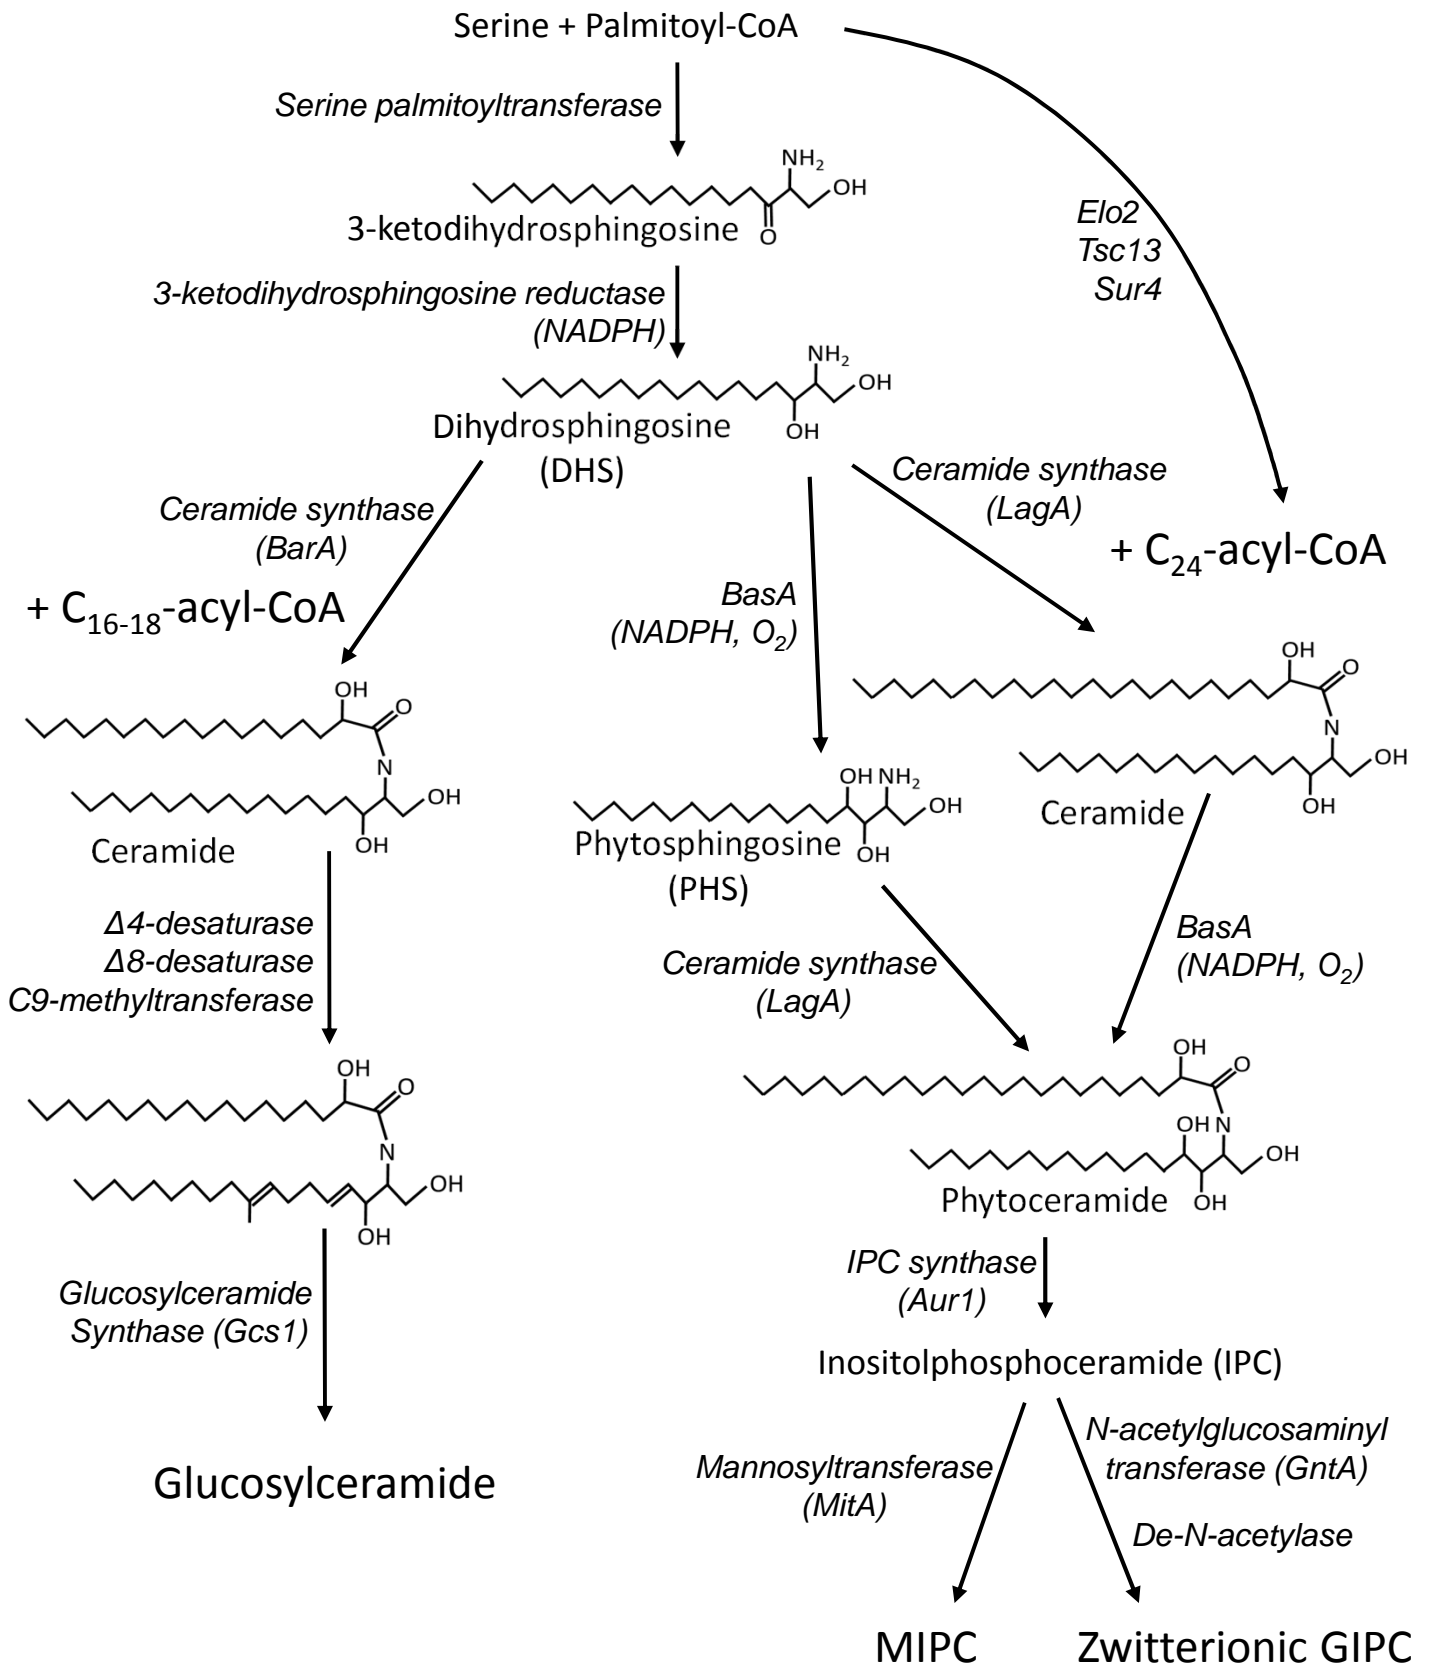 Serine + Palmitoyl-CoA
Serine palmitoyltransferase
NH₂
OH
O
3-ketodihydrosphingosine
Elo2
Tsc13
Sur4
3-ketodihydrosphingosine reductase
(NADPH)
NH₂
OH
OH
Dihydrosphingosine
(DHS)
Ceramide synthase
(BarA)
+ C₁₆₋₁₈-acyl-CoA
Ceramide synthase
(LagA)
+ C₂₄-acyl-CoA
BasA
(NADPH, O₂)
OH
O
N
OH
OH
Ceramide
OH NH₂
OH
OH
Phytosphingosine
(PHS)
OH
O
N
OH
OH
Ceramide
Δ4-desaturase
Δ8-desaturase
C9-methyltransferase
Ceramide synthase
(LagA)
BasA
(NADPH, O₂)
OH
O
N
OH
OH
OH
O
OH N
OH
OH
Phytoceramide
Glucosylceramide
Synthase (Gcs1)
IPC synthase
(Aur1)
Inositolphosphoceramide (IPC)
Glucosylceramide
Mannosyltransferase
(MitA)
N-acetylglucosaminyl
transferase (GntA)
De-N-acetylase
MIPC
Zwitterionic GIPC